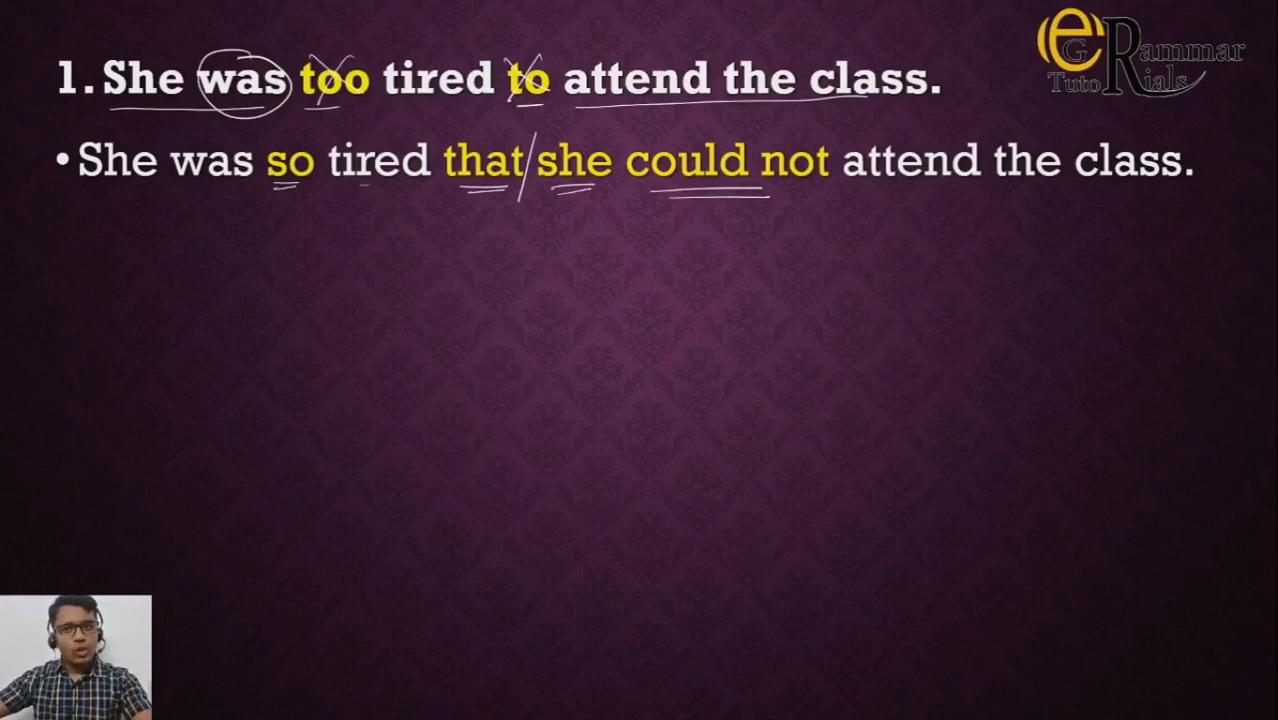 1. She was too tired to attend the class.
• She was so tired that she could not attend the class.
eGRammar
TutoRials